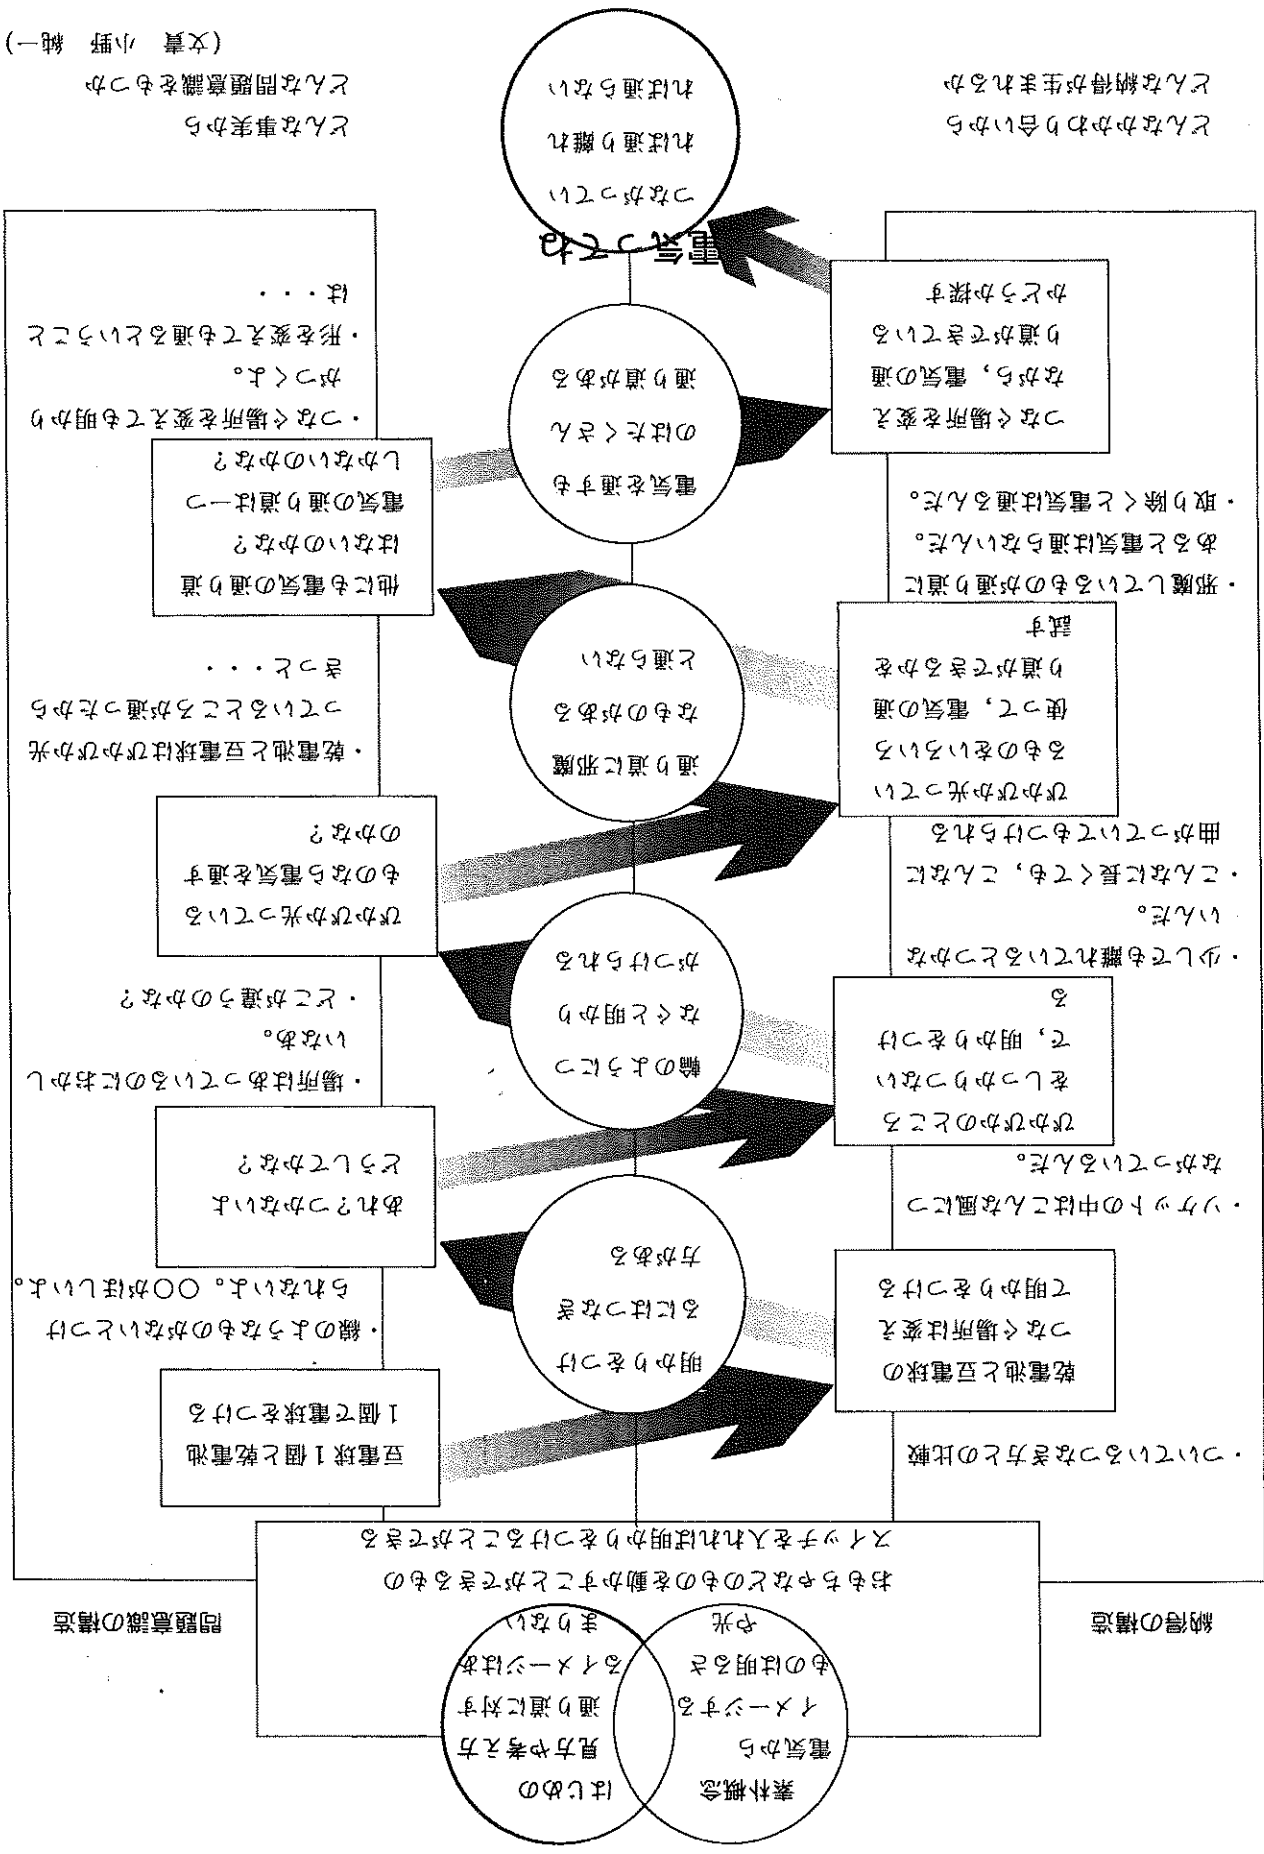 素朴概念
電気から
イメージする
ものは明るさ
や光
はじめの
見方や考え方
通り道に対す
るイメージはあ
まりない
納得の構造
問題意識の構造
おもちゃなどのものを動かすことができるもの
スイッチを入れれば明かりをつけることができる
・ついているつなぎ方との比較
豆電球1個と乾電池
1個で電球をつける
乾電池と豆電球の
つなぐ場所は変え
て明かりをつける
明かりをつけ
るにはつなぎ
方がある
・線のようなものがないとつけ
られないよ。○○がほしいよ。
・ソケットの中はこんな風につ
ながっているんだ。
あれ?つかないよ
どうしてかな?
ぴかぴかのところ
をしっかりつない
で,明かりをつけ
る
輪のようにつ
なぐと明かり
がつけられる
・場所はあっているのにおかし
いなあ。
・どこが違うのかな?
・少しでも離れているとつかな
いんだ。
・こんなに長くても,こんなに
曲がっていてもつけられる
ぴかぴか光っている
ものなら電気を通す
のかな?
ぴかぴか光ってい
るものをいろいろ
使って,電気の通
り道ができるかを
試す
通り道に邪魔
なものがある
と通らない
・乾電池と豆電球はぴかぴか光
っているところが通ったから
きっと・・・
・邪魔しているものが通り道に
あると電気は通らないんだ。
・取り除くと電気は通るんだ。
他にも電気の通り道
はないのかな?
電気の通り道は一つ
しかないのかな?
電気を通すも
のはたくさん
通り道がある
つなぐ場所を変え
ながら,電気の通
り道ができている
かどうか探す
・つなぐ場所を変えても明かり
がつくよ。
・形を変えても通るということ
は・・・
電気ってね
つながってい
れば通り離れ
れば通らない
どんなかかわり合いから
どんな納得が生まれるか
どんな事実から
どんな問題意識をもつか
(文責 小野 純一)